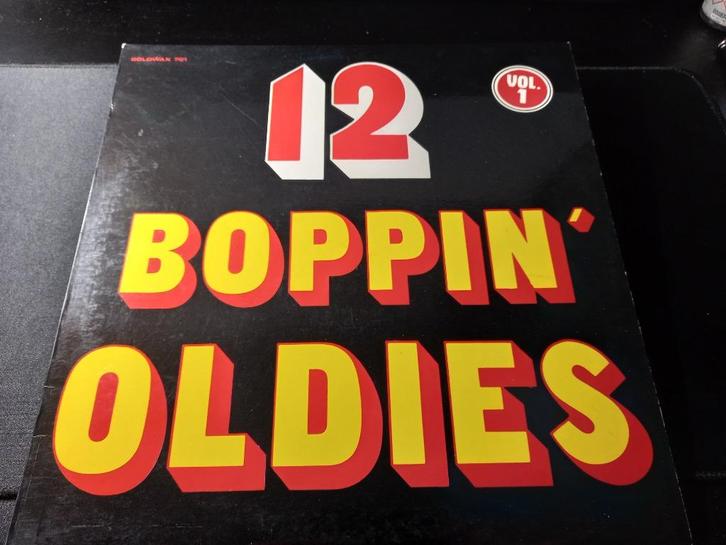 GOLDWAX 701
12
VOL.
1
BOPPIN'
OLDIES